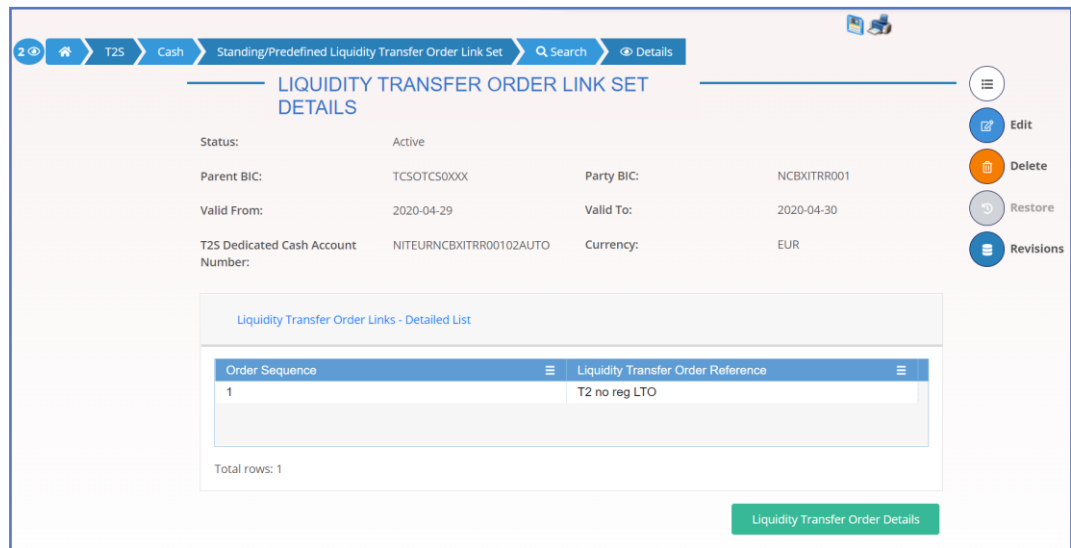 2
T2S
Cash
Standing/Predefined Liquidity Transfer Order Link Set
Search
Details
LIQUIDITY TRANSFER ORDER LINK SET
DETAILS
Status: Active
Parent BIC: TCSOTCS0XXX Party BIC: NCBXITRR001
Valid From: 2020-04-29 Valid To: 2020-04-30
T2S Dedicated Cash Account NITEURNCBXITRR00102AUTO Currency: EUR
Number:
Edit
Delete
Restore
Revisions
Liquidity Transfer Order Links - Detailed List
Order Sequence Liquidity Transfer Order Reference
1 T2 no reg LTO
Total rows: 1
Liquidity Transfer Order Details